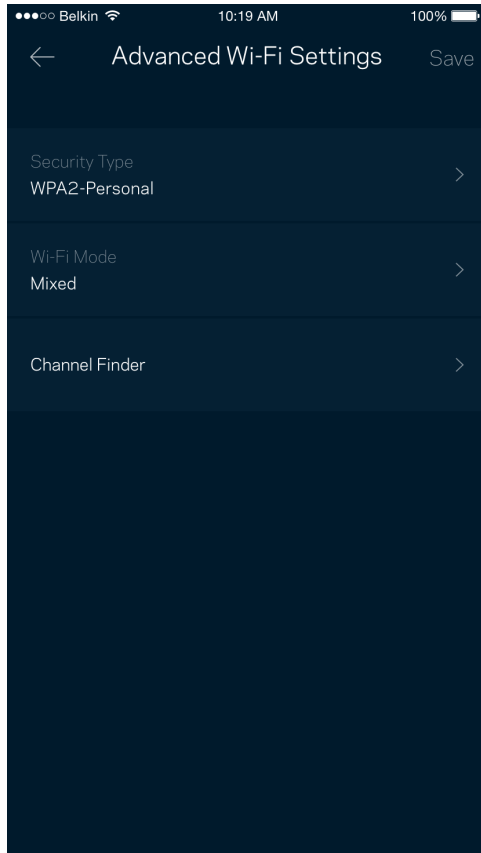 Belkin 10:19 AM 100%
Advanced Wi-Fi Settings Save
Security Type
WPA2-Personal
Wi-Fi Mode
Mixed
Channel Finder